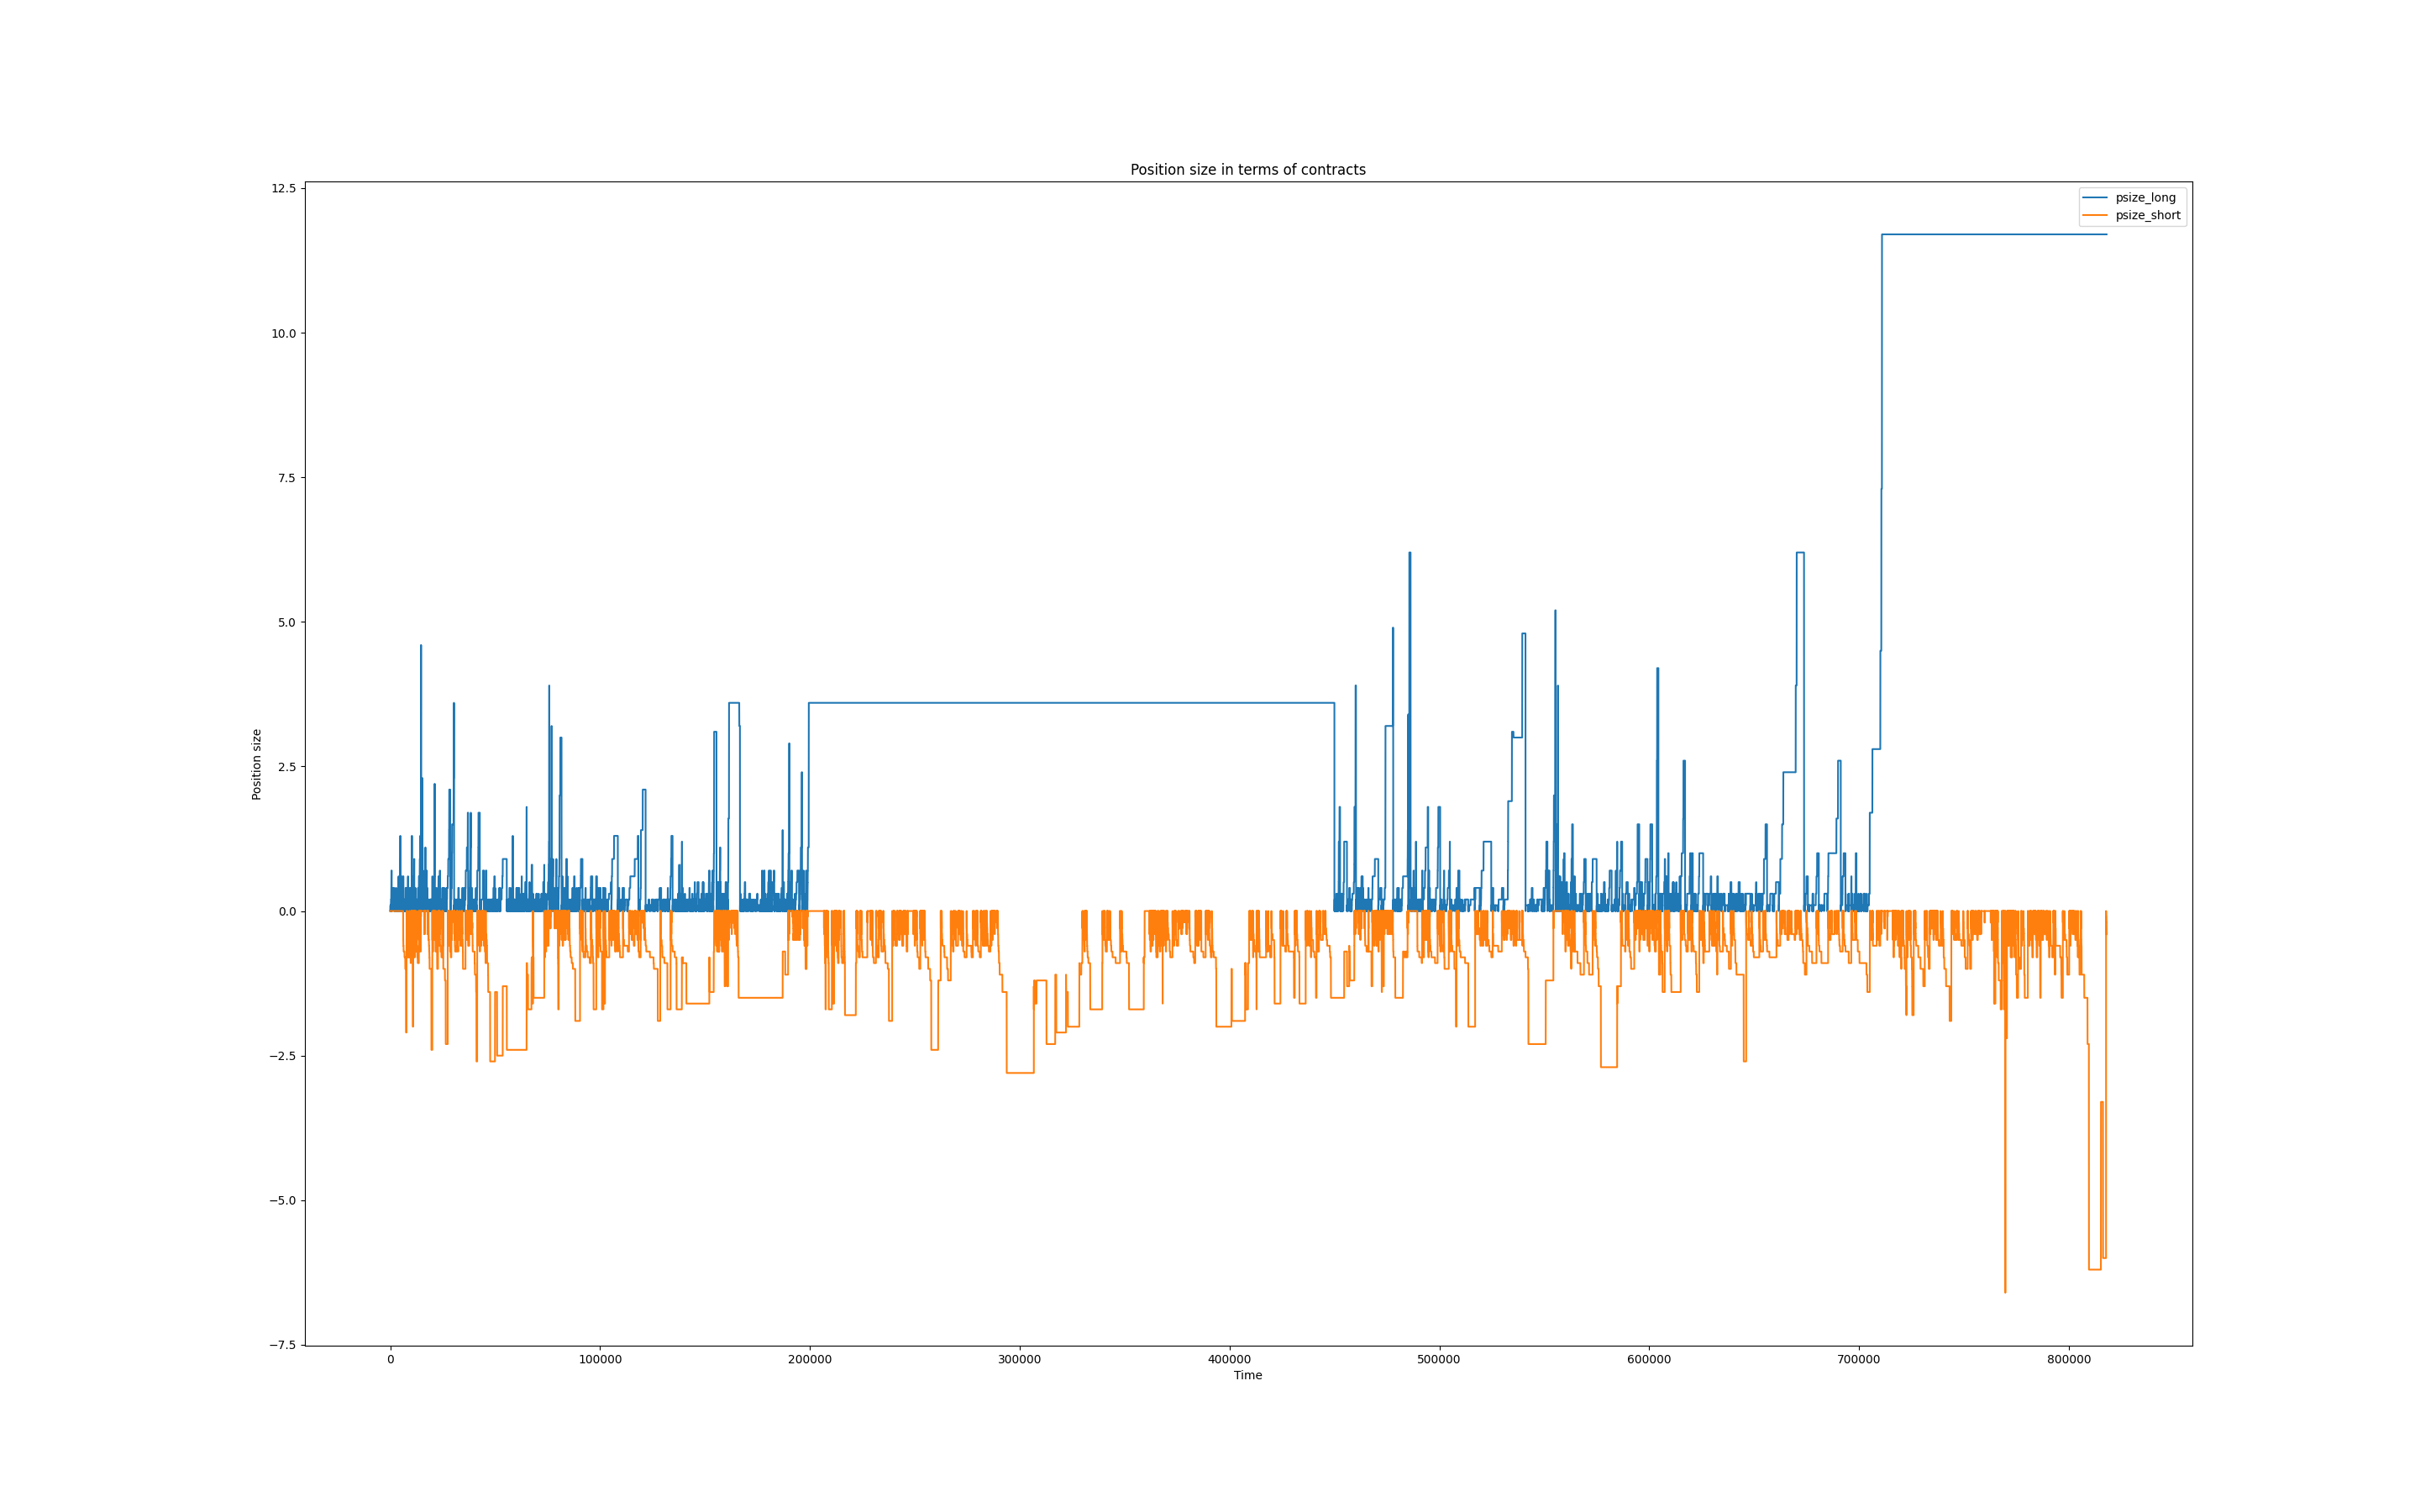 Position size in terms of contracts
12.5
psize_long
psize_short
10.0
7.5
5.0
Position size
2.5
0.0
−2.5
−5.0
−7.5
0 100000 200000 300000 400000 500000 600000 700000 800000
Time